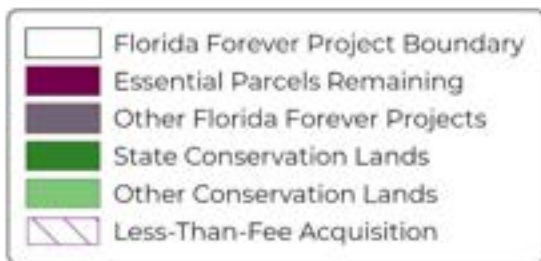 Florida Forever Project Boundary
Essential Parcels Remaining
Other Florida Forever Projects
State Conservation Lands
Other Conservation Lands
Less-Than-Fee Acquisition